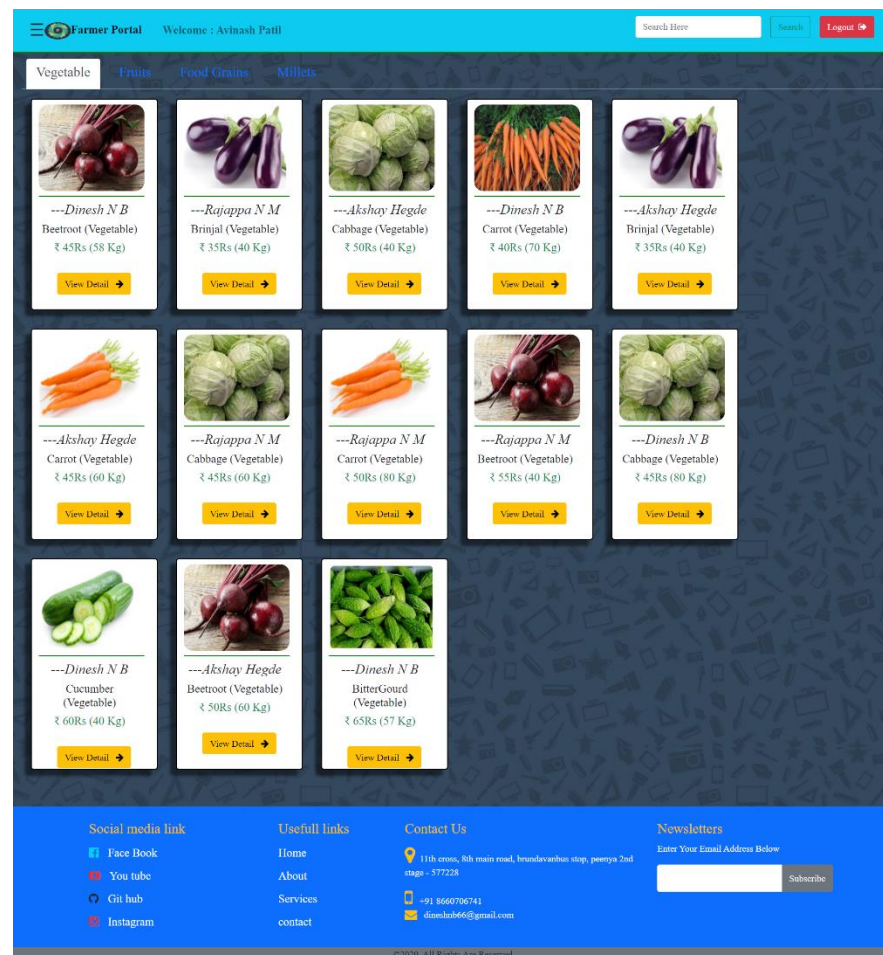 Farmer Portal Welcome : Avinash Patil Search Here Search Logout
Vegetable Fruits Food Grains Millets
---Dinesh N B
Beetroot (Vegetable)
₹ 45Rs (58 Kg)
View Detail
---Rajappa N M
Brinjal (Vegetable)
₹ 35Rs (40 Kg)
View Detail
---Akshay Hegde
Cabbage (Vegetable)
₹ 50Rs (40 Kg)
View Detail
---Dinesh N B
Carrot (Vegetable)
₹ 40Rs (70 Kg)
View Detail
---Akshay Hegde
Brinjal (Vegetable)
₹ 35Rs (40 Kg)
View Detail
---Akshay Hegde
Carrot (Vegetable)
₹ 45Rs (60 Kg)
View Detail
---Rajappa N M
Cabbage (Vegetable)
₹ 45Rs (60 Kg)
View Detail
---Rajappa N M
Carrot (Vegetable)
₹ 50Rs (80 Kg)
View Detail
---Rajappa N M
Beetroot (Vegetable)
₹ 55Rs (40 Kg)
View Detail
---Dinesh N B
Cabbage (Vegetable)
₹ 45Rs (80 Kg)
View Detail
---Dinesh N B
Cucumber
(Vegetable)
₹ 60Rs (40 Kg)
View Detail
---Akshay Hegde
Beetroot (Vegetable)
₹ 50Rs (60 Kg)
View Detail
---Dinesh N B
BitterGourd
(Vegetable)
₹ 65Rs (57 Kg)
View Detail
Social media link
Face Book
You tube
Git hub
Instagram
Usefull links
Home
About
Services
contact
Contact Us
11th cross, 8th main road, brundavanbus stop, peenya 2nd
stage - 577228
+91 8660706741
dineshnb66@gmail.com
Newsletters
Enter Your Email Address Below
Subscribe
©2020, All Rights Are Reserved